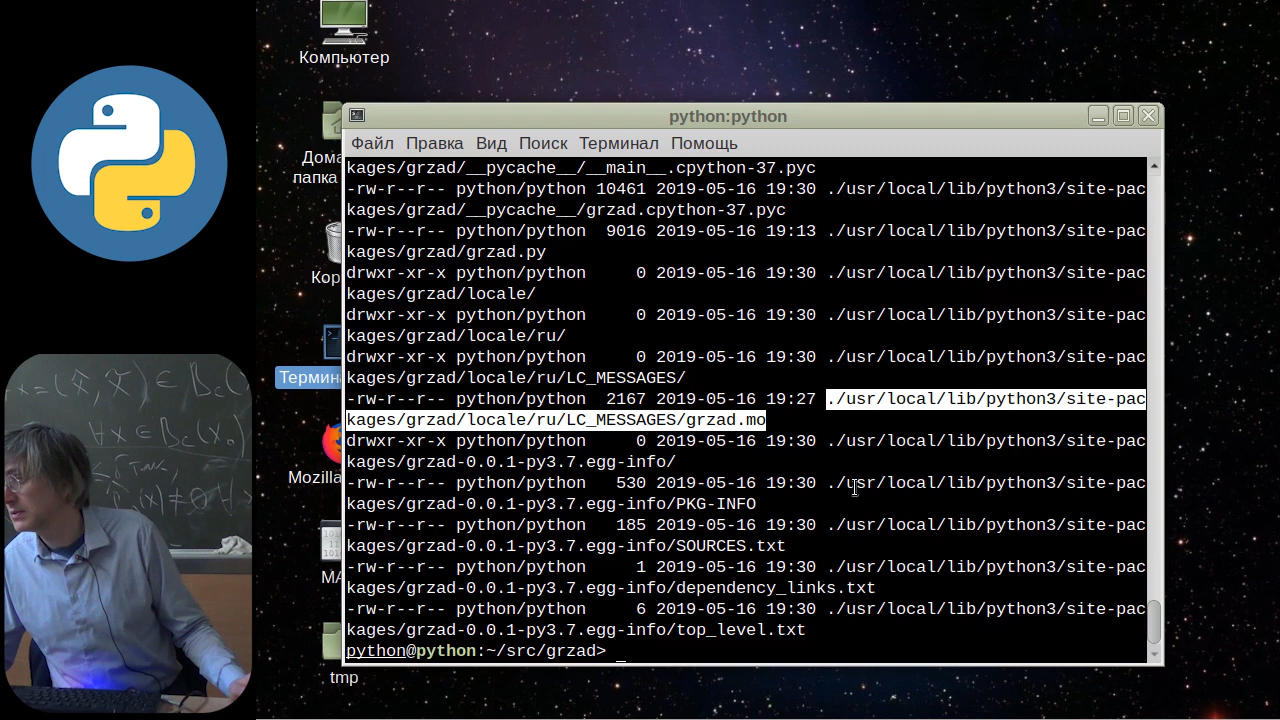 Компьютер
python:python
Файл Правка Вид Поиск Терминал Помощь
kages/grzad/__pycache__/__main__.cpython-37.pyc
-rw-r--r-- python/python 10461 2019-05-16 19:30 ./usr/local/lib/python3/site-pac
kages/grzad/__pycache__/grzad.cpython-37.pyc
-rw-r--r-- python/python  9016 2019-05-16 19:13 ./usr/local/lib/python3/site-pac
kages/grzad/grzad.py
drwxr-xr-x python/python     0 2019-05-16 19:30 ./usr/local/lib/python3/site-pac
kages/grzad/locale/
drwxr-xr-x python/python     0 2019-05-16 19:30 ./usr/local/lib/python3/site-pac
kages/grzad/locale/ru/
drwxr-xr-x python/python     0 2019-05-16 19:30 ./usr/local/lib/python3/site-pac
kages/grzad/locale/ru/LC_MESSAGES/
-rw-r--r-- python/python  2167 2019-05-16 19:27 ./usr/local/lib/python3/site-pac
kages/grzad/locale/ru/LC_MESSAGES/grzad.mo
drwxr-xr-x python/python     0 2019-05-16 19:30 ./usr/local/lib/python3/site-pac
kages/grzad-0.0.1-py3.7.egg-info/
-rw-r--r-- python/python   530 2019-05-16 19:30 ./usr/local/lib/python3/site-pac
kages/grzad-0.0.1-py3.7.egg-info/PKG-INFO
-rw-r--r-- python/python   185 2019-05-16 19:30 ./usr/local/lib/python3/site-pac
kages/grzad-0.0.1-py3.7.egg-info/SOURCES.txt
-rw-r--r-- python/python     1 2019-05-16 19:30 ./usr/local/lib/python3/site-pac
kages/grzad-0.0.1-py3.7.egg-info/dependency_links.txt
-rw-r--r-- python/python     6 2019-05-16 19:30 ./usr/local/lib/python3/site-pac
kages/grzad-0.0.1-py3.7.egg-info/top_level.txt
python@python:~/src/grzad>
Дома
папка
Кор
Термин
Mozilla
MA
tmp